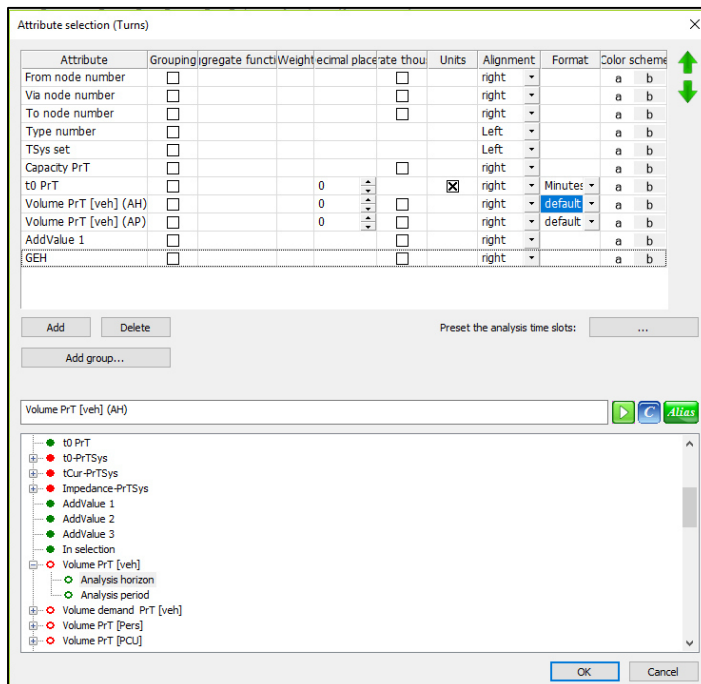 Attribute selection (Turns)
Attribute Grouping ggregate functi Weight ecimal place rate thou Units Alignment Format Color scheme
From node number right a b
Via node number right a b
To node number right a b
Type number Left a b
TSys set Left a b
Capacity PrT right a b
t0 PrT 0 right Minutes a b
Volume PrT [veh] (AH) 0 right default a b
Volume PrT [veh] (AP) 0 right default a b
AddValue 1 right a b
GEH right a b
Add Delete Preset the analysis time slots: ...
Add group...
Volume PrT [veh] (AH) C Alias
t0 PrT
t0-PrTSys
tCur-PrTSys
Impedance-PrTSys
AddValue 1
AddValue 2
AddValue 3
In selection
Volume PrT [veh]
Analysis horizon
Analysis period
Volume demand PrT [veh]
Volume PrT [Pers]
Volume PrT [PCU]
OK Cancel